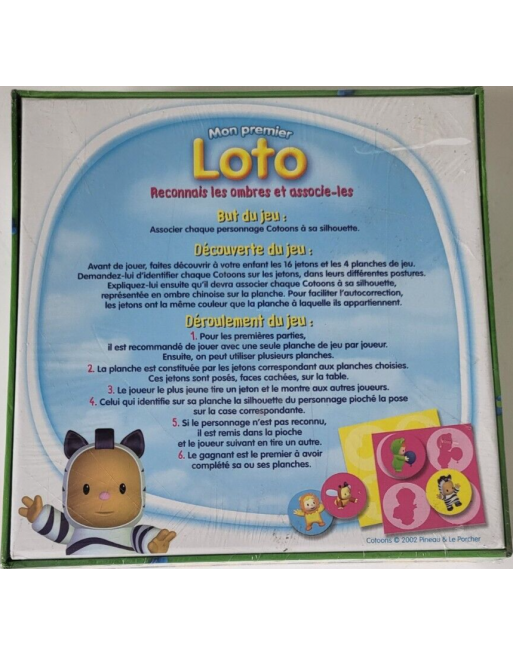 Mon premier
Loto
Reconnais les ombres et associe-les
But du jeu :
Associer chaque personnage Cotoons à sa silhouette.
Découverte du jeu :
Avant de jouer, faites découvrir à votre enfant les 16 jetons et les 4 planches de jeu.
Demandez-lui d'identifier chaque Cotoons sur les jetons, dans leurs différentes postures.
Expliquez-lui ensuite qu'il devra associer chaque Cotoons à sa silhouette,
représentée en ombre chinoise sur la planche. Pour faciliter l'autocorrection,
les jetons ont la même couleur que la planche à laquelle ils appartiennent.
Déroulement du jeu :
1. Pour les premières parties,
il est recommandé de jouer avec une seule planche de jeu par joueur.
Ensuite, on peut utiliser plusieurs planches.
2. La planche est constituée par les jetons correspondant aux planches choisies.
Ces jetons sont posés, faces cachées, sur la table.
3. Le joueur le plus jeune tire un jeton et le montre aux autres joueurs.
4. Celui qui identifie sur sa planche la silhouette du personnage pioché la pose
sur la case correspondante.
5. Si le personnage n'est pas reconnu,
il est remis dans la pioche
et le joueur suivant en tire un autre.
6. Le gagnant est le premier à avoir
complété sa ou ses planches.
Cotoons © 2002 Pineau & Le Porcher